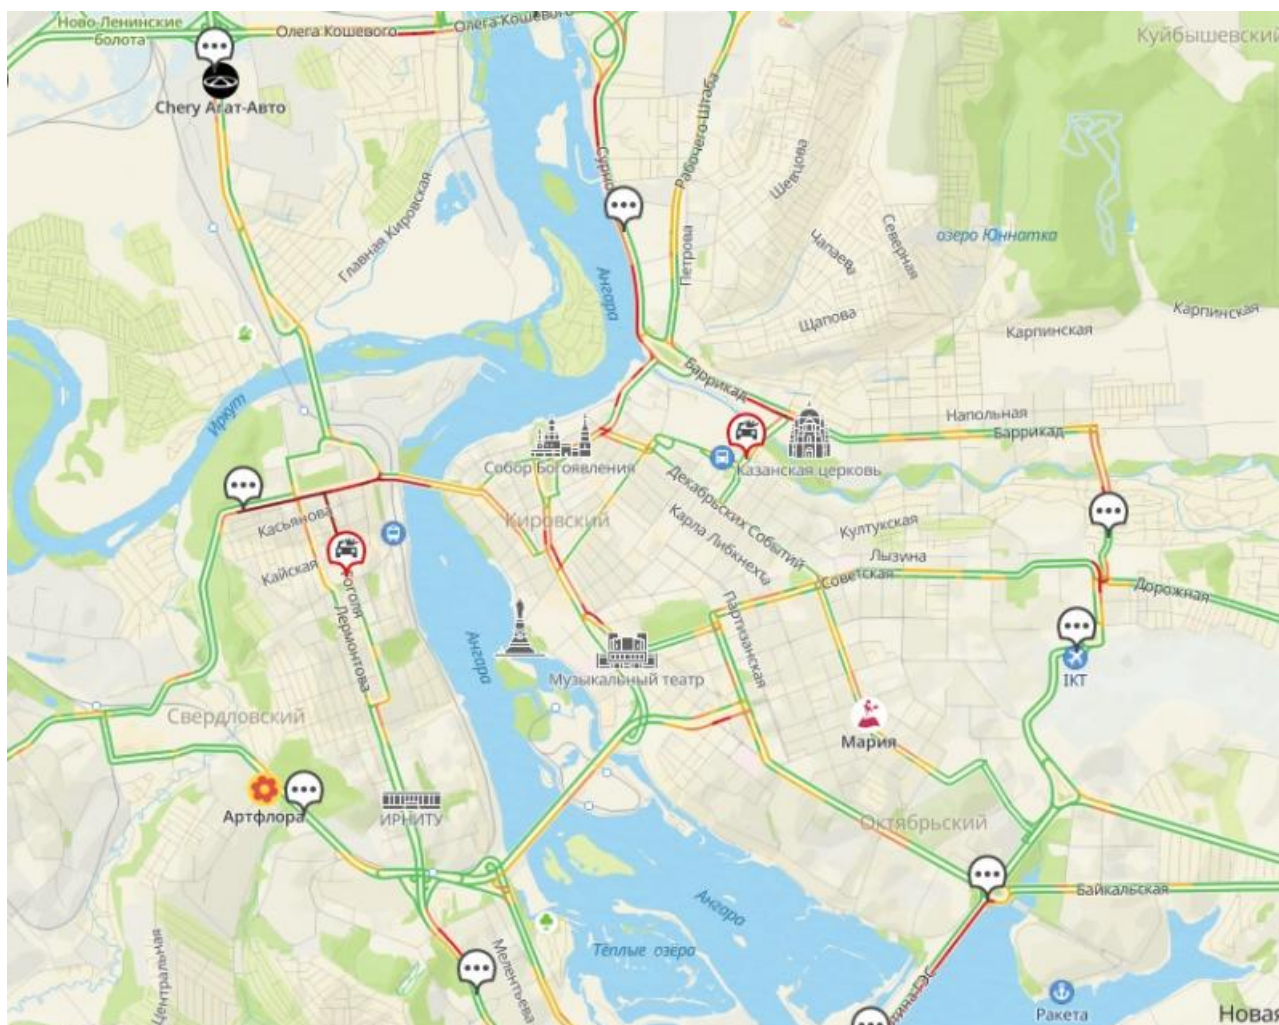 Ново-Ленинские
болота
Олега Кошевого
Олега Кошевого
Куйбышевский
Chery Агат-Авто
Рабочего Штаба
Шевцова
Главная Кировская
Северная
Чапаева
Петрова
озеро Юннатка
Ангара
Щапова
Карпинская
Карпинская
Баррикад
Иркут
Напольная
Баррикад
Собор Богоявления
Казанская церковь
Декабрьских Событий
Касьянова
Кировский
Карла Либкнехта
Култукская
Лызина
Кайская
Советская
Дорожная
Гоголя
Лермонтова
Партизанская
Ангара
Музыкальный театр
IKT
Свердловский
Мария
Артфлора
ИРНИТУ
Октябрьский
Байкальская
Ангара
Тёплые озёра
Центральная
Мелентьева
Ракета
Новая